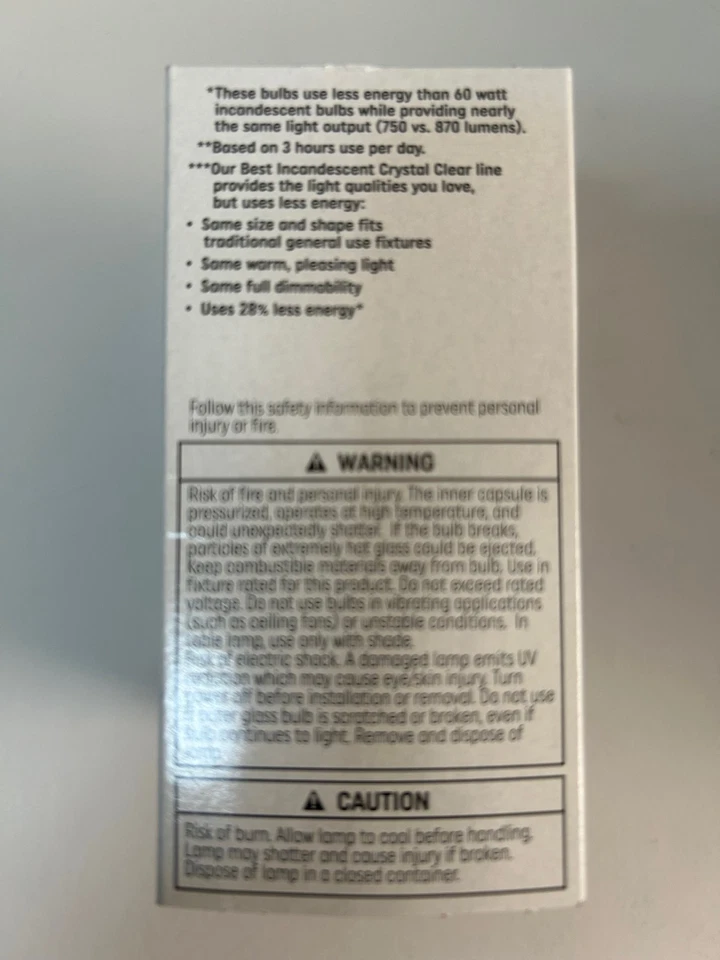 *These bulbs use less energy than 60 watt
incandescent bulbs while providing nearly
the same light output (750 vs. 870 lumens).
**Based on 3 hours use per day.
***Our Best Incandescent Crystal Clear line
provides the light qualities you love,
but uses less energy:
• Same size and shape fits
traditional general use fixtures
• Same warm, pleasing light
• Same full dimmability
• Uses 28% less energy*
Follow this safety information to prevent personal
injury or fire.
⚠ WARNING
Risk of fire and personal injury. The inner capsule is
pressurized, operates at high temperature, and
could unexpectedly shatter. If the bulb breaks,
particles of extremely hot glass could be ejected.
Keep combustible materials away from bulb. Use in
fixture rated for this product. Do not exceed rated
voltage. Do not use bulbs in vibrating applications
(such as ceiling fans) or unstable conditions. In
table lamp, use only with shade.
Risk of electric shock. A damaged lamp emits UV
radiation which may cause eye/skin injury. Turn
power off before installation or removal. Do not use
if outer glass bulb is scratched or broken, even if
bulb continues to light. Remove and dispose of
lamp.
⚠ CAUTION
Risk of burn. Allow lamp to cool before handling.
Lamp may shatter and cause injury if broken.
Dispose of lamp in a closed container.